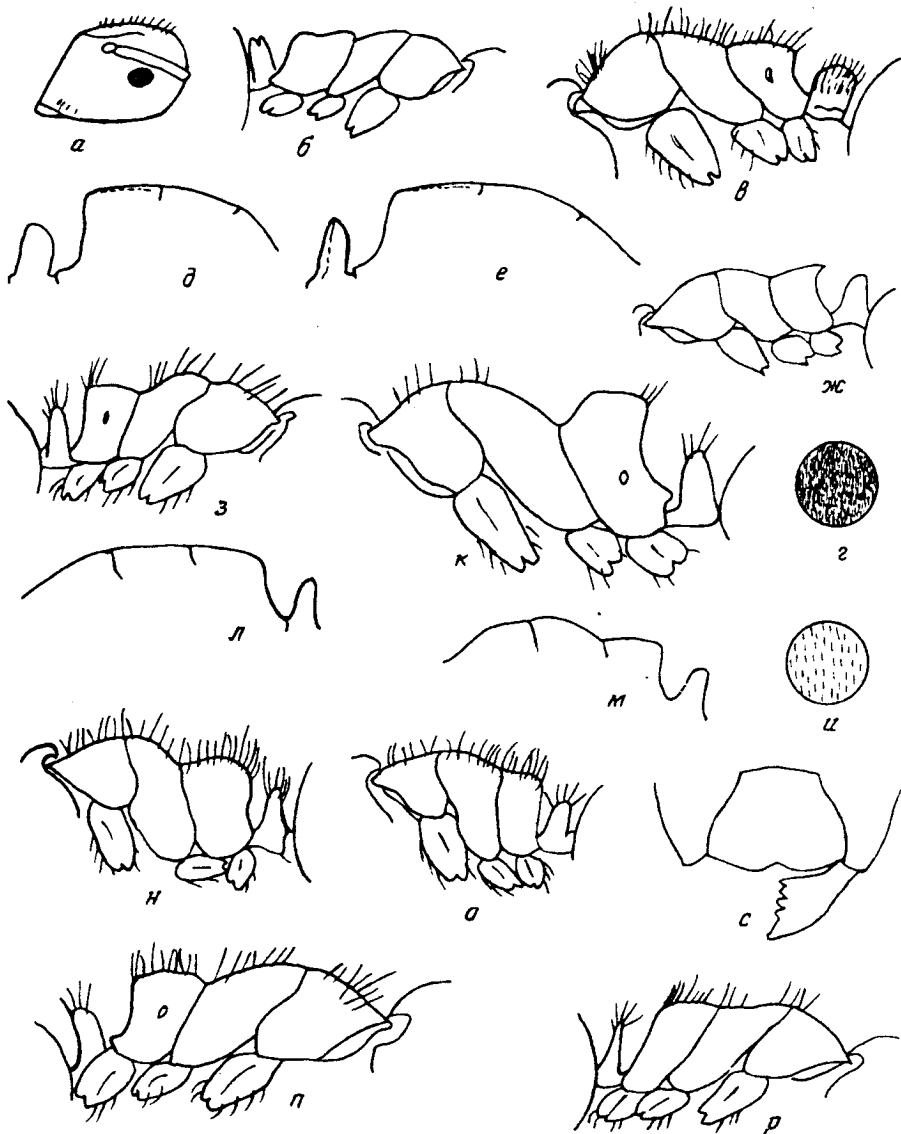 а
б
в
д
е
ж
з
к
г
л
м
и
н
о
с
п
р